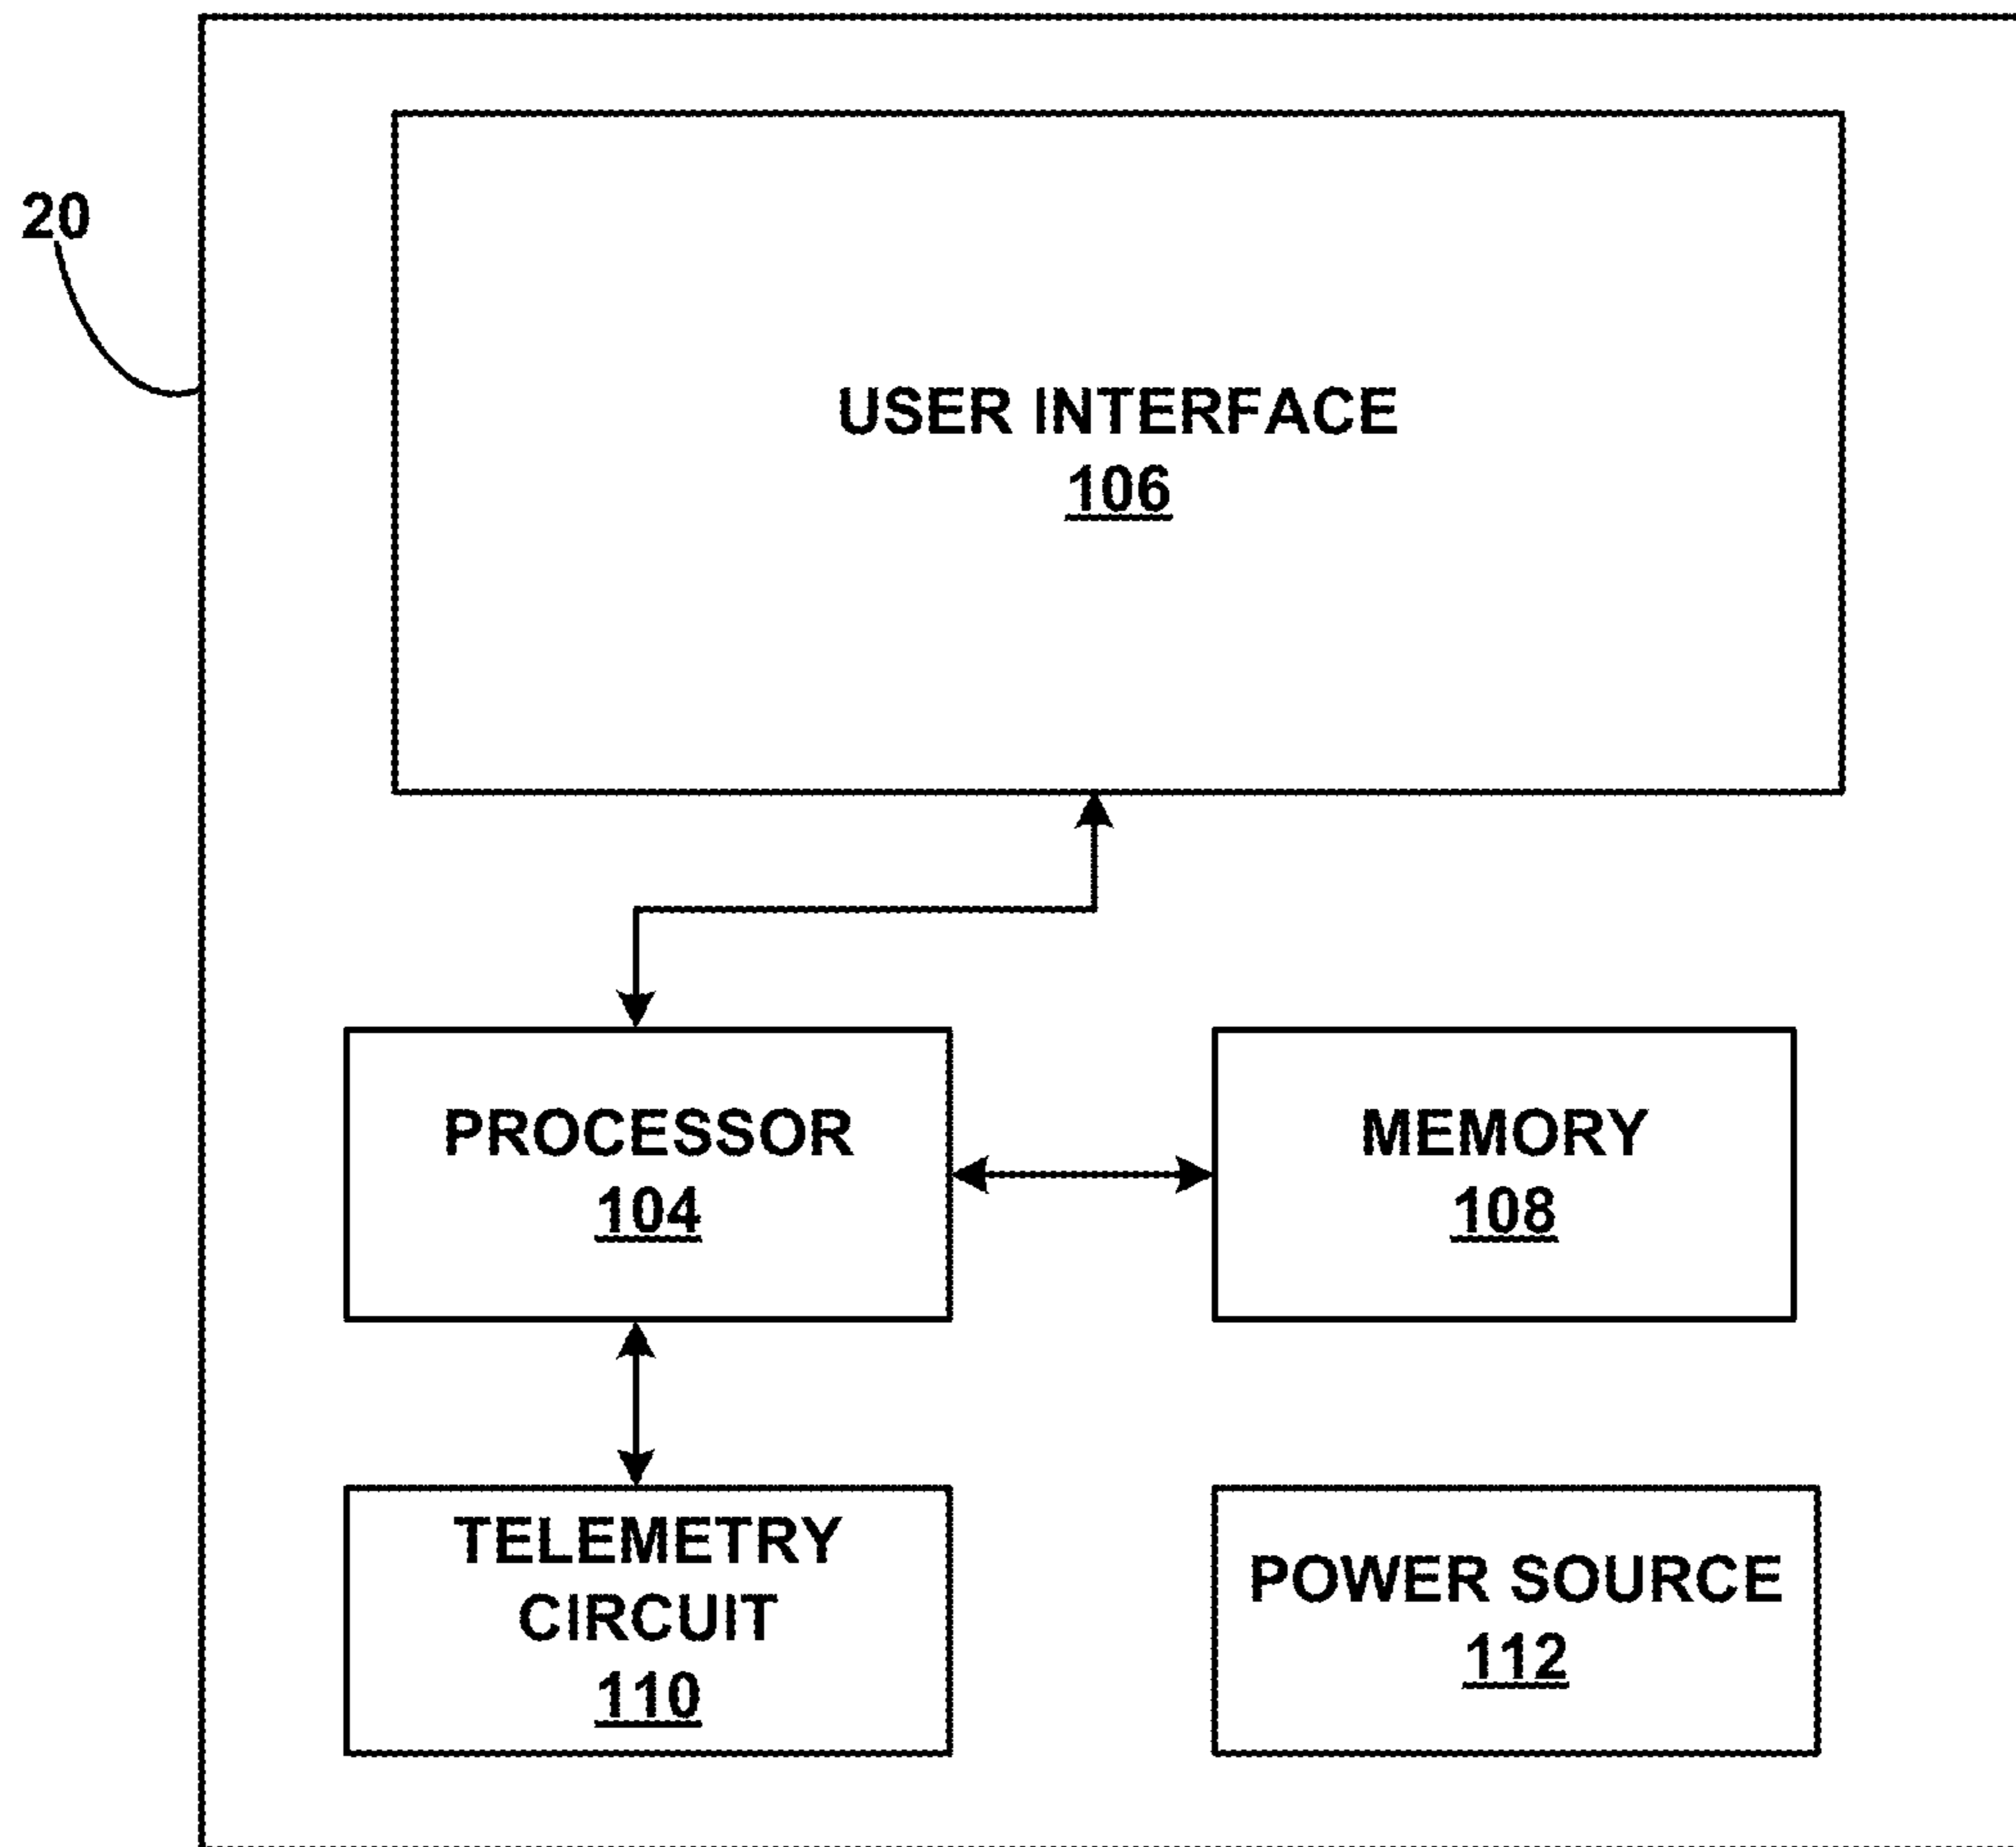 20
USER INTERFACE
106
PROCESSOR
104
MEMORY
108
TELEMETRY
CIRCUIT
110
POWER SOURCE
112